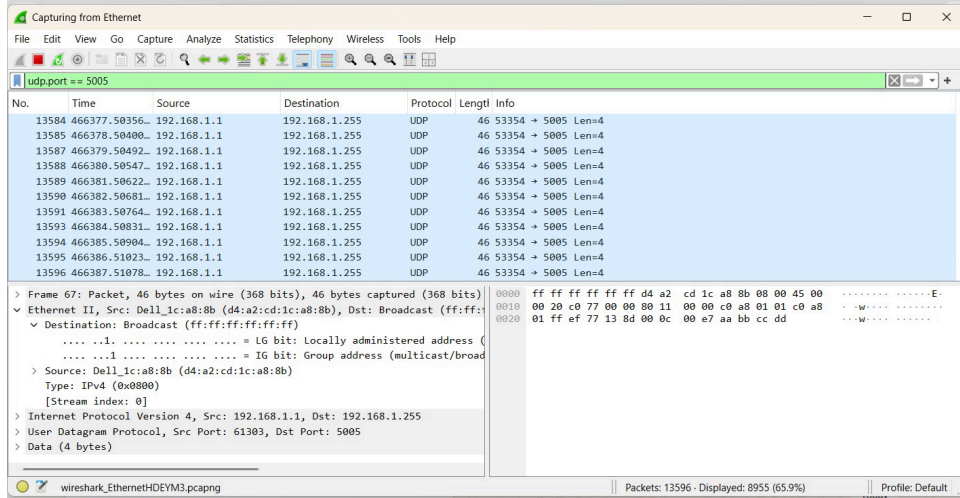 Capturing from Ethernet
File Edit View Go Capture Analyze Statistics Telephony Wireless Tools Help
udp.port == 5005
No. Time Source Destination Protocol Lengtl Info
13584 466377.50356… 192.168.1.1 192.168.1.255 UDP 46 53354 → 5005 Len=4
13585 466378.50400… 192.168.1.1 192.168.1.255 UDP 46 53354 → 5005 Len=4
13587 466379.50492… 192.168.1.1 192.168.1.255 UDP 46 53354 → 5005 Len=4
13588 466380.50547… 192.168.1.1 192.168.1.255 UDP 46 53354 → 5005 Len=4
13589 466381.50622… 192.168.1.1 192.168.1.255 UDP 46 53354 → 5005 Len=4
13590 466382.50681… 192.168.1.1 192.168.1.255 UDP 46 53354 → 5005 Len=4
13591 466383.50764… 192.168.1.1 192.168.1.255 UDP 46 53354 → 5005 Len=4
13593 466384.50831… 192.168.1.1 192.168.1.255 UDP 46 53354 → 5005 Len=4
13594 466385.50904… 192.168.1.1 192.168.1.255 UDP 46 53354 → 5005 Len=4
13595 466386.51023… 192.168.1.1 192.168.1.255 UDP 46 53354 → 5005 Len=4
13596 466387.51078… 192.168.1.1 192.168.1.255 UDP 46 53354 → 5005 Len=4
Frame 67: Packet, 46 bytes on wire (368 bits), 46 bytes captured (368 bits)
Ethernet II, Src: Dell_1c:a8:8b (d4:a2:cd:1c:a8:8b), Dst: Broadcast (ff:ff:
Destination: Broadcast (ff:ff:ff:ff:ff:ff)
.... ..1. .... .... .... .... = LG bit: Locally administered address (
.... ...1 .... .... .... .... = IG bit: Group address (multicast/broad
Source: Dell_1c:a8:8b (d4:a2:cd:1c:a8:8b)
Type: IPv4 (0x0800)
[Stream index: 0]
Internet Protocol Version 4, Src: 192.168.1.1, Dst: 192.168.1.255
User Datagram Protocol, Src Port: 61303, Dst Port: 5005
Data (4 bytes)
0000 ff ff ff ff ff ff d4 a2 cd 1c a8 8b 08 00 45 00 ········ ······E·
0010 00 20 c0 77 00 00 80 11 00 00 c0 a8 01 01 c0 a8 · ·w···· ········
0020 01 ff ef 77 13 8d 00 0c 00 e7 aa bb cc dd ···w···· ······
wireshark_EthernetHDEYM3.pcapng
Packets: 13596 · Displayed: 8955 (65.9%)
Profile: Default